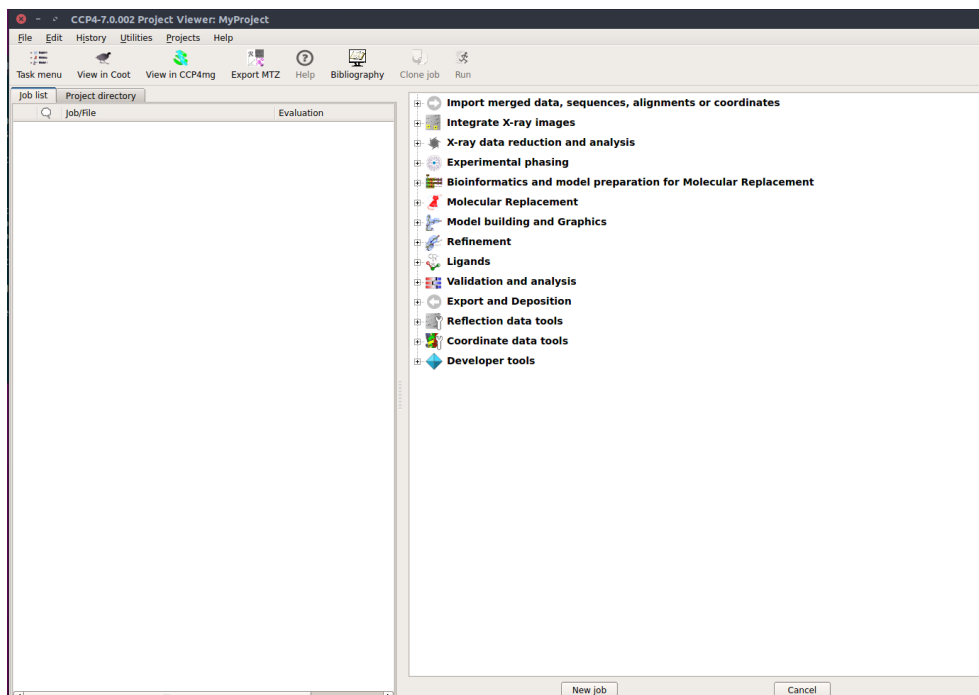 CCP4-7.0.002 Project Viewer: MyProject
File Edit History Utilities Projects Help
Task menu View in Coot View in CCP4mg Export MTZ Help Bibliography Clone job Run
Job list Project directory
Job/File Evaluation
Import merged data, sequences, alignments or coordinates
Integrate X-ray images
X-ray data reduction and analysis
Experimental phasing
Bioinformatics and model preparation for Molecular Replacement
Molecular Replacement
Model building and Graphics
Refinement
Ligands
Validation and analysis
Export and Deposition
Reflection data tools
Coordinate data tools
Developer tools
New job Cancel